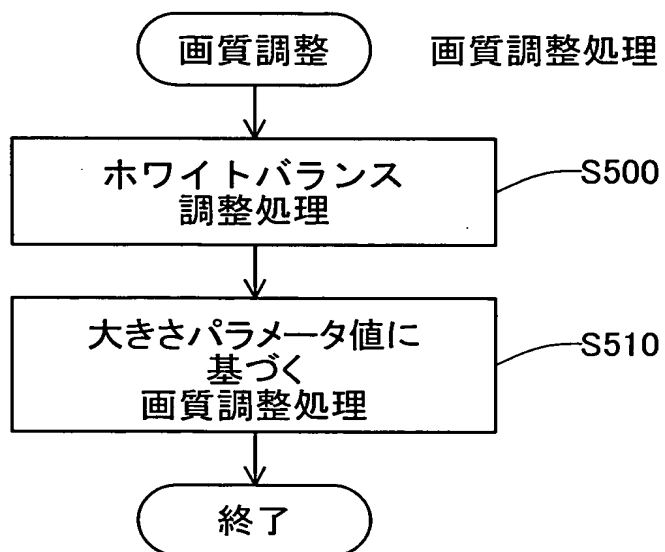 画質調整
画質調整処理
ホワイトバランス
調整処理
S500
大きさパラメータ値に
基づく
画質調整処理
S510
終了